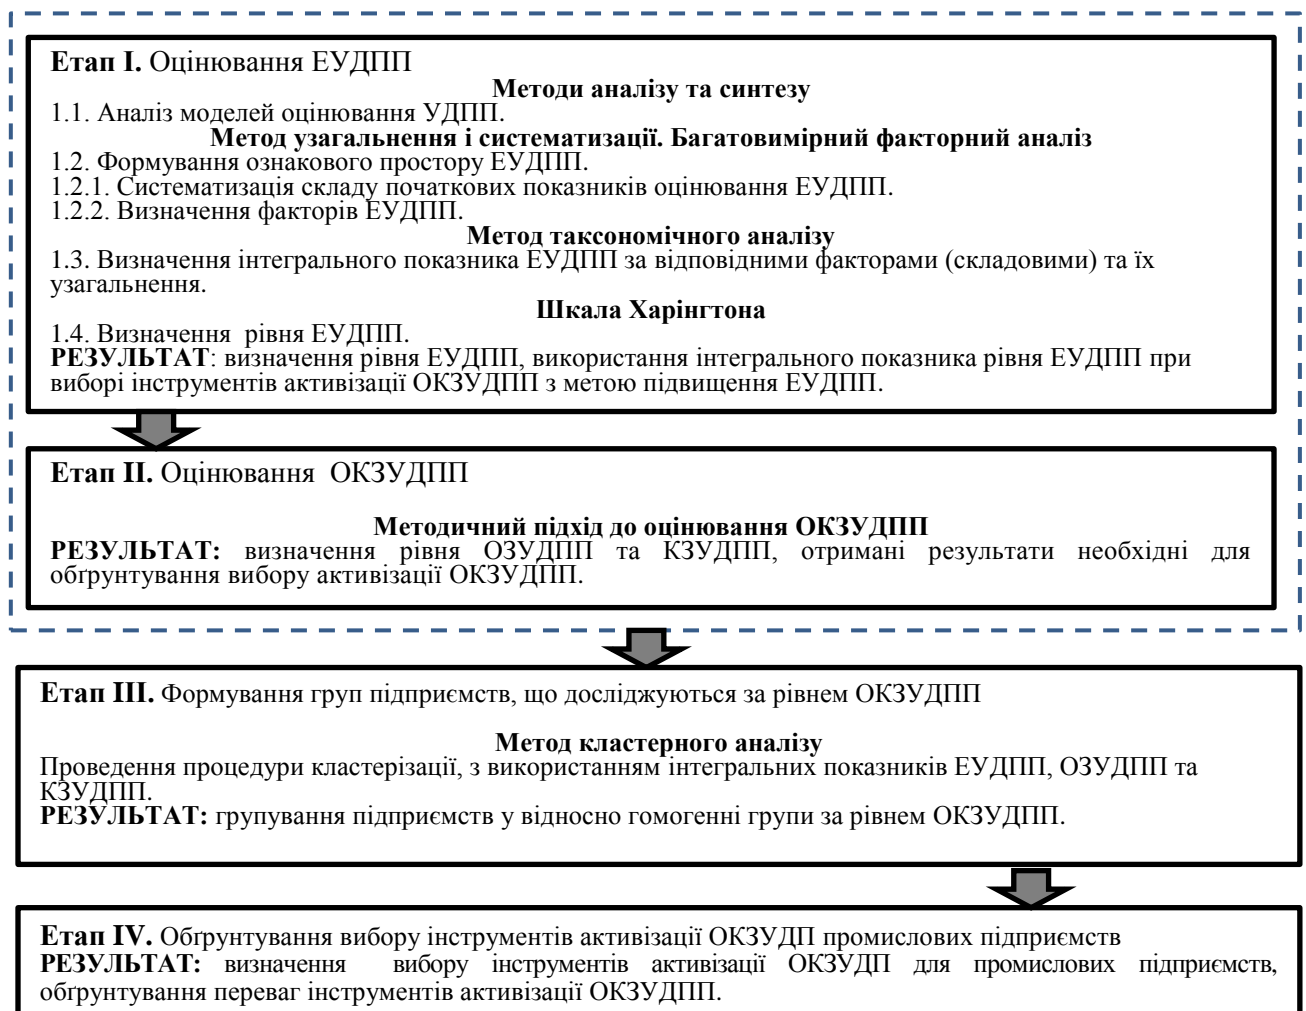 Етап І. Оцінювання ЕУДПП
Методи аналізу та синтезу
1.1. Аналіз моделей оцінювання УДПП.
Метод узагальнення і систематизації. Багатовимірний факторний аналіз
1.2. Формування ознакового простору ЕУДПП.
1.2.1. Систематизація складу початкових показників оцінювання ЕУДПП.
1.2.2. Визначення факторів ЕУДПП.
Метод таксономічного аналізу
1.3. Визначення інтегрального показника ЕУДПП за відповідними факторами (складовими) та їх
узагальнення.
Шкала Харінгтона
1.4. Визначення рівня ЕУДПП.
РЕЗУЛЬТАТ: визначення рівня ЕУДПП, використання інтегрального показника рівня ЕУДПП при
виборі інструментів активізації ОКЗУДПП з метою підвищення ЕУДПП.
Етап ІІ. Оцінювання ОКЗУДПП
Методичний підхід до оцінювання ОКЗУДПП
РЕЗУЛЬТАТ: визначення рівня ОЗУДПП та КЗУДПП, отримані результати необхідні для
обґрунтування вибору активізації ОКЗУДПП.
Етап ІІІ. Формування груп підприємств, що досліджуються за рівнем ОКЗУДПП
Метод кластерного аналізу
Проведення процедури кластерізації, з використанням інтегральних показників ЕУДПП, ОЗУДПП та
КЗУДПП.
РЕЗУЛЬТАТ: групування підприємств у відносно гомогенні групи за рівнем ОКЗУДПП.
Етап IV. Обґрунтування вибору інструментів активізації ОКЗУДП промислових підприємств
РЕЗУЛЬТАТ: визначення вибору інструментів активізації ОКЗУДП для промислових підприємств,
обґрунтування переваг інструментів активізації ОКЗУДПП.